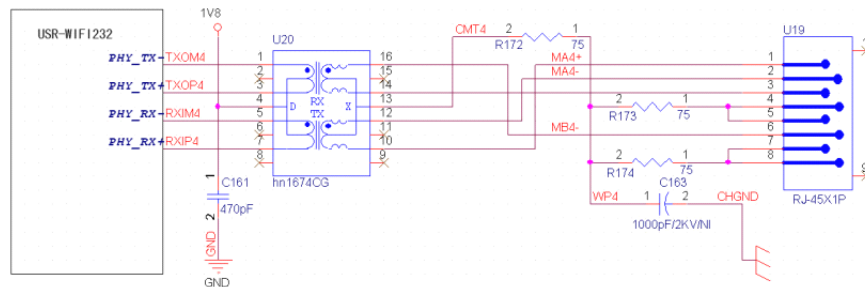 1V8
USR-WIFI232
PHY_TX- TXOM4
PHY_TX+ TXOP4
PHY_RX- RXIM4
PHY_RX+ RXIP4
U20
1
2
3
4
5
6
7
8
D
RX
TX
X
16
15
14
13
12
11
10
9
hn1674CG
C161
1
2
470pF
GND
GND
CMT4
2
1
R172
75
MA4+
MA4-
2
1
R173
75
MB4-
2
1
R174
75
WP4
C163
1
2
CHGND
1000pF/2KV/NI
U19
1
2
3
4
5
6
7
8
RJ-45X1P